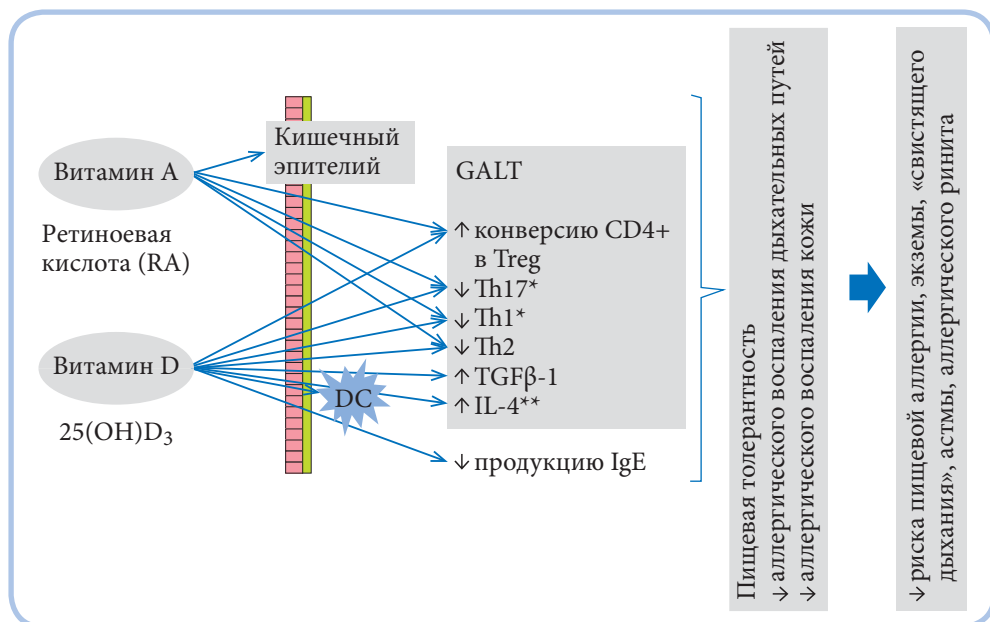 Витамин А
Ретиноевая
кислота (RA)
Витамин D
25(OH)D₃
Кишечный
эпителий
DC
GALT
↑ конверсию CD4+
в Treg
↓ Th17*
↓ Th1*
↓ Th2
↑ TGFβ-1
↑ IL-4**
↓ продукцию IgE
Пищевая толерантность
↓ аллергического воспаления дыхательных путей
↓ аллергического воспаления кожи
↓ риска пищевой аллергии, экземы, «свистящего
дыхания», астмы, аллергического ринита